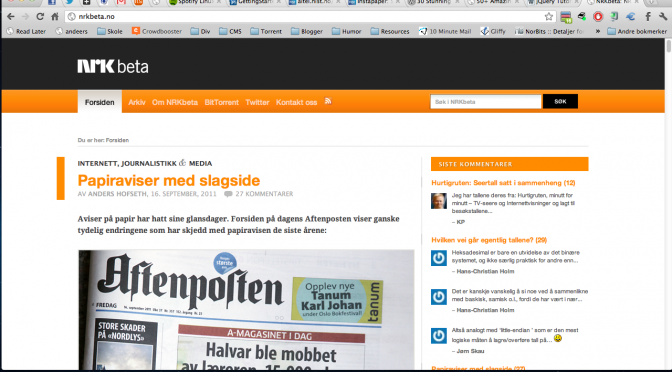 Spotify Linux
GettingStart
Instapaper:
30 Stunning
50+ Amaz
jQuery Tuto
NRKbeta: Ne
nrkbeta.no
Read Later andeers Skole Crowdbooster Div CMS Torrent Blogger Humor Resources 10 Minute Mail Gliffy NorBits :: Detaljer fo Andre bokmerker
NRK beta
Forsiden Arkiv Om NRKbeta BitTorrent Twitter Kontakt oss
Søk i NRKbeta SØK
Du er her: Forsiden
INTERNETT, JOURNALISTIKK & MEDIA
Papiraviser med slagside
AV ANDERS HOFSETH, 16. SEPTEMBER, 2011 27 KOMMENTARER
Aviser på papir har hatt sine glansdager. Forsiden på dagens Aftenposten viser ganske
tydelig endringene som har skjedd med papiravisen de siste årene:
Aftenposten
FREDAG
Opplev nye
Tanum
Karl Johan
under Oslo Bokfestival!
tanum
STORE SKADER
PÅ «NORDLYS»
A-MAGASINET I DAG
Halvar ble mobbet
av læreren
SISTE KOMMENTARER
Hurtigruten: Seertall satt i sammenheng (12)
Jeg har tallene deres fra: Hurtigruten, minutt for
minutt – TV-seere og Internettvisninger og lagt til
besøkstallene...
- KP
Hvilken vei går egentlig tallene? (29)
Heksadesimal er bare en utvidelse av det binære
systemet, og ikke særlig praktisk for andre enn...
- Hans-Christian Holm
Det er kanskje vanskelig å si noe ved å sammenlikne
med baskisk, samisk o.l., fordi de har vært i nær...
- Hans-Christian Holm
Altså analogt med 'little-endian ' som er den mest
logiske måten å lagre/overføre tall på...
- Jørn Skau
Papiraviser med slagside (27)